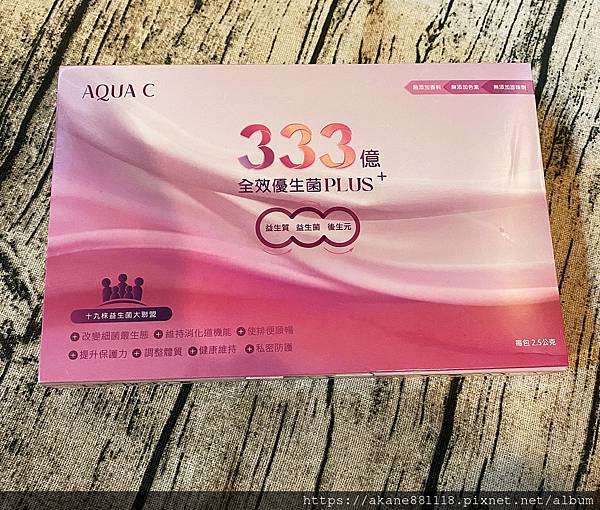 AQUA C
無添加香料 無添加色素 無添加甜味劑
333億
全效優生菌PLUS+
益生質 益生菌 後生元
十九株益生菌大聯盟
改變細菌叢生態 維持消化道機能 使排便順暢
提升保護力 調整體質 健康維持 私密防護
每包2.5公克
https://akane881118.pixnet.net/album